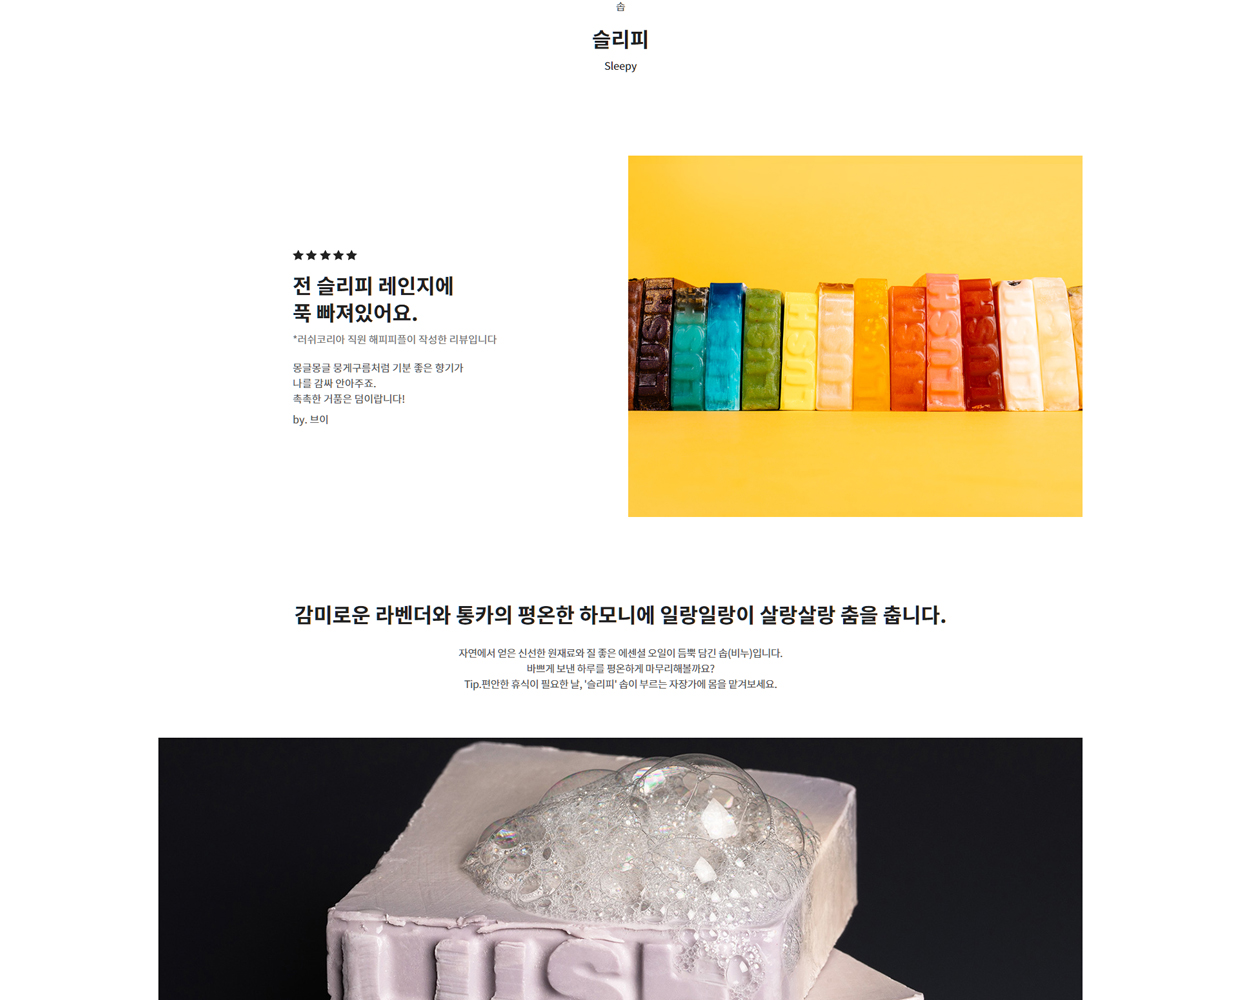 솝
슬리피
Sleepy
★★★★★
전 슬리피 레인지에
푹 빠져있어요.
*러쉬코리아 직원 해피피플이 작성한 리뷰입니다
몽글몽글 뭉게구름처럼 기분 좋은 향기가
나를 감싸 안아주죠.
촉촉한 거품은 덤이랍니다!
by. 브이
LUSH LUSH LUSH LUSH LUSH LUSH LUSH LUSH LUSH LUSH
감미로운 라벤더와 통카의 평온한 하모니에 일랑일랑이 살랑살랑 춤을 춥니다.
자연에서 얻은 신선한 원재료와 질 좋은 에센셜 오일이 듬뿍 담긴 솝(비누)입니다.
바쁘게 보낸 하루를 평온하게 마무리해볼까요?
Tip.편안한 휴식이 필요한 날, '슬리피' 솝이 부르는 자장가에 몸을 맡겨보세요.
LUSH